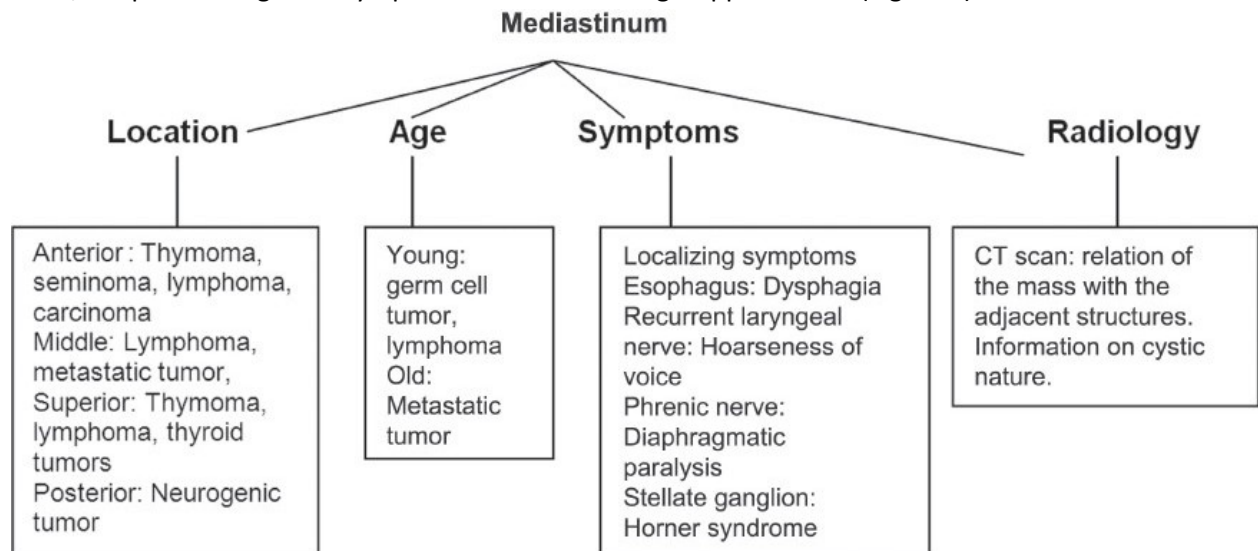 Mediastinum
Location
Age
Symptoms
Radiology
Anterior : Thymoma,
seminoma, lymphoma,
carcinoma
Middle: Lymphoma,
metastatic tumor,
Superior: Thymoma,
lymphoma, thyroid
tumors
Posterior: Neurogenic
tumor
Young:
germ cell
tumor,
lymphoma
Old:
Metastatic
tumor
Localizing symptoms
Esophagus: Dysphagia
Recurrent laryngeal
nerve: Hoarseness of
voice
Phrenic nerve:
Diaphragmatic
paralysis
Stellate ganglion:
Horner syndrome
CT scan: relation of
the mass with the
adjacent structures.
Information on cystic
nature.